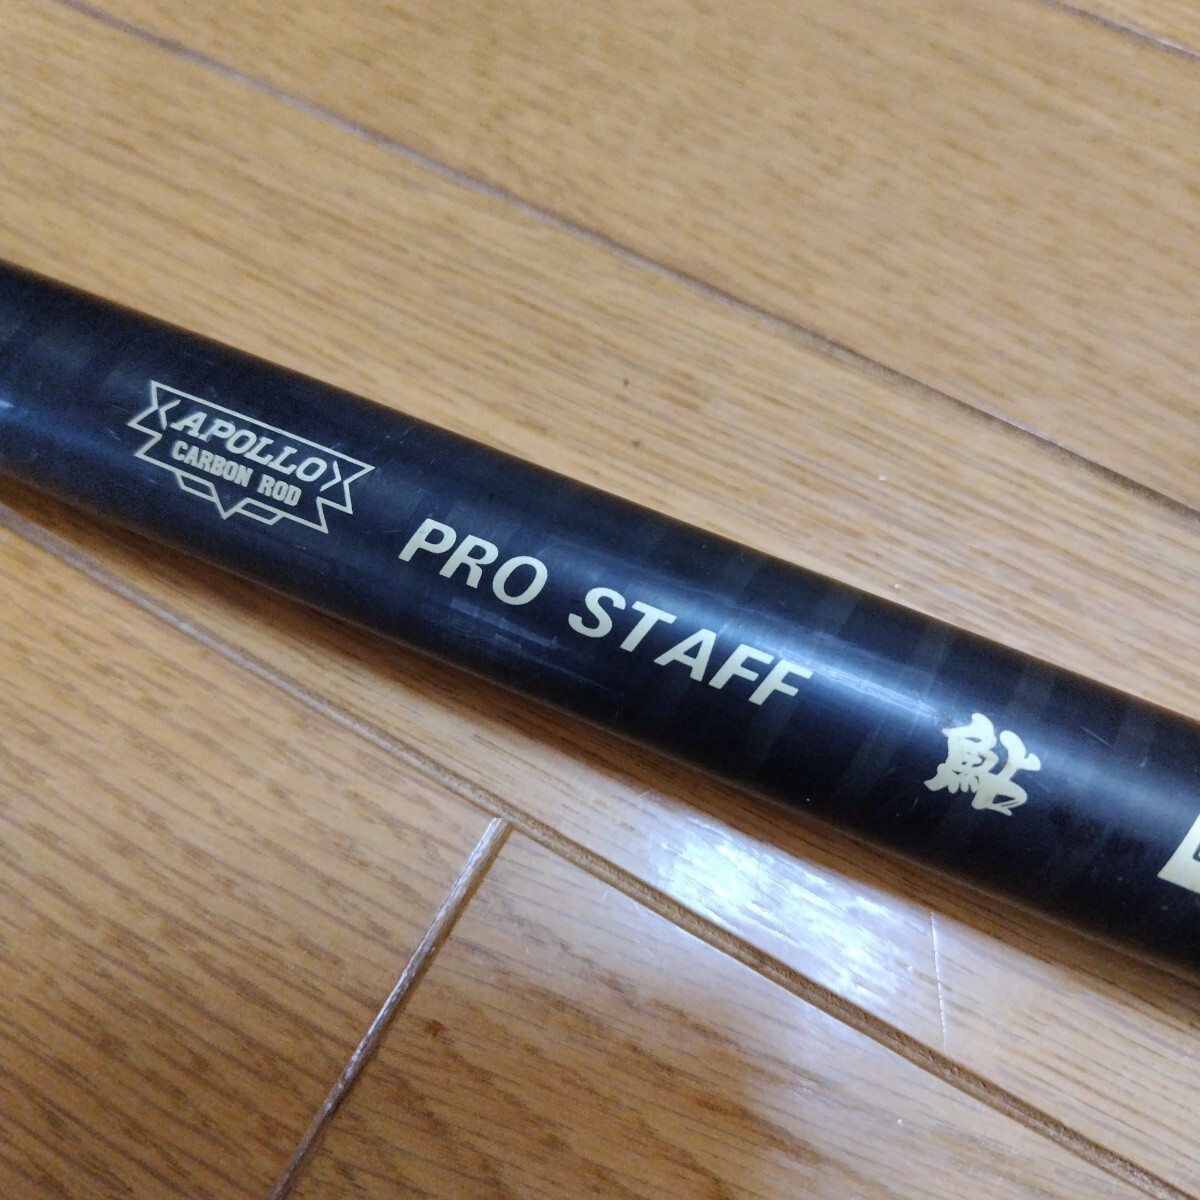 APOLLO
CARBON ROD
PRO STAFF 鮎